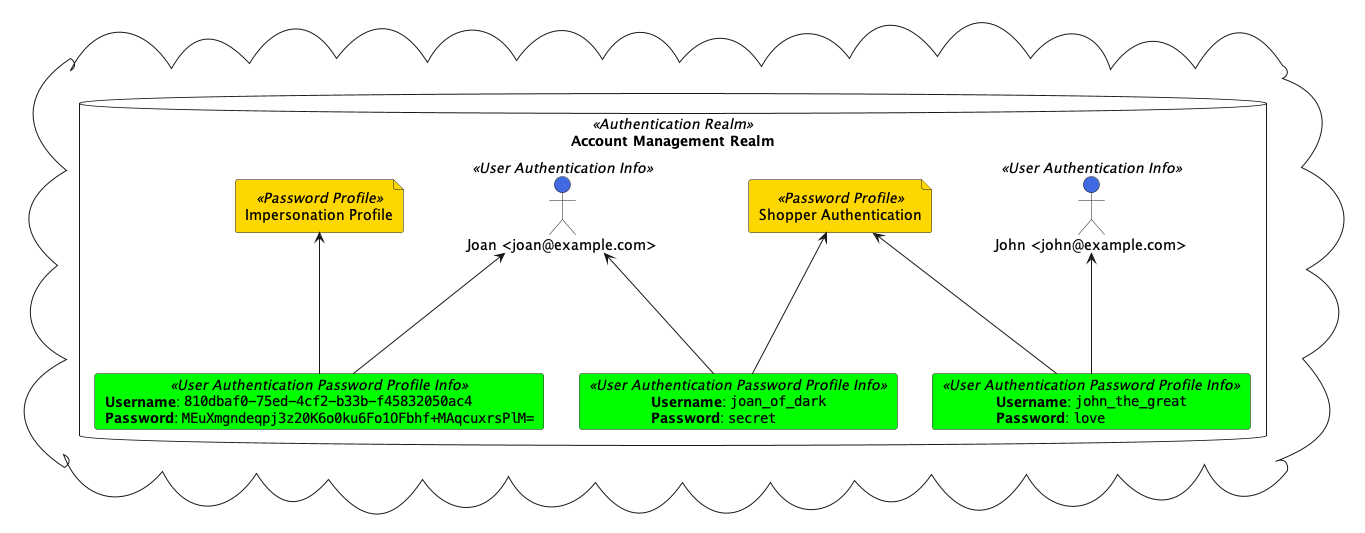 «Authentication Realm»
Account Management Realm
«User Authentication Info»
«User Authentication Info»
«Password Profile»
Impersonation Profile
«Password Profile»
Shopper Authentication
Joan <joan@example.com>
John <john@example.com>
«User Authentication Password Profile Info»
Username: 810dbaf0-75ed-4cf2-b33b-f45832050ac4
Password: MEuXmgndeqpj3z20K6o0ku6Fo1OFbhf+MAqcuxrsPlM=
«User Authentication Password Profile Info»
Username: joan_of_dark
Password: secret
«User Authentication Password Profile Info»
Username: john_the_great
Password: love